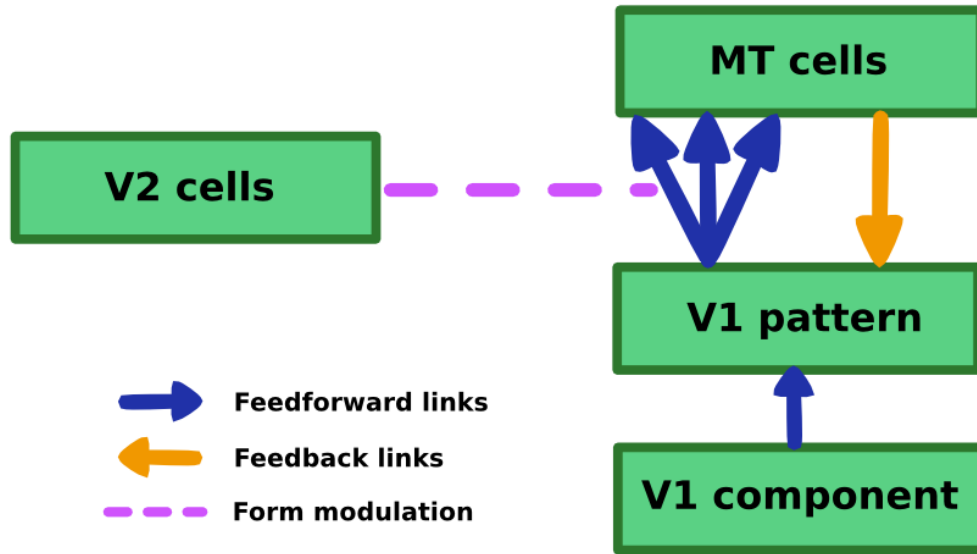 MT cells
V2 cells
V1 pattern
V1 component
Feedforward links
Feedback links
Form modulation